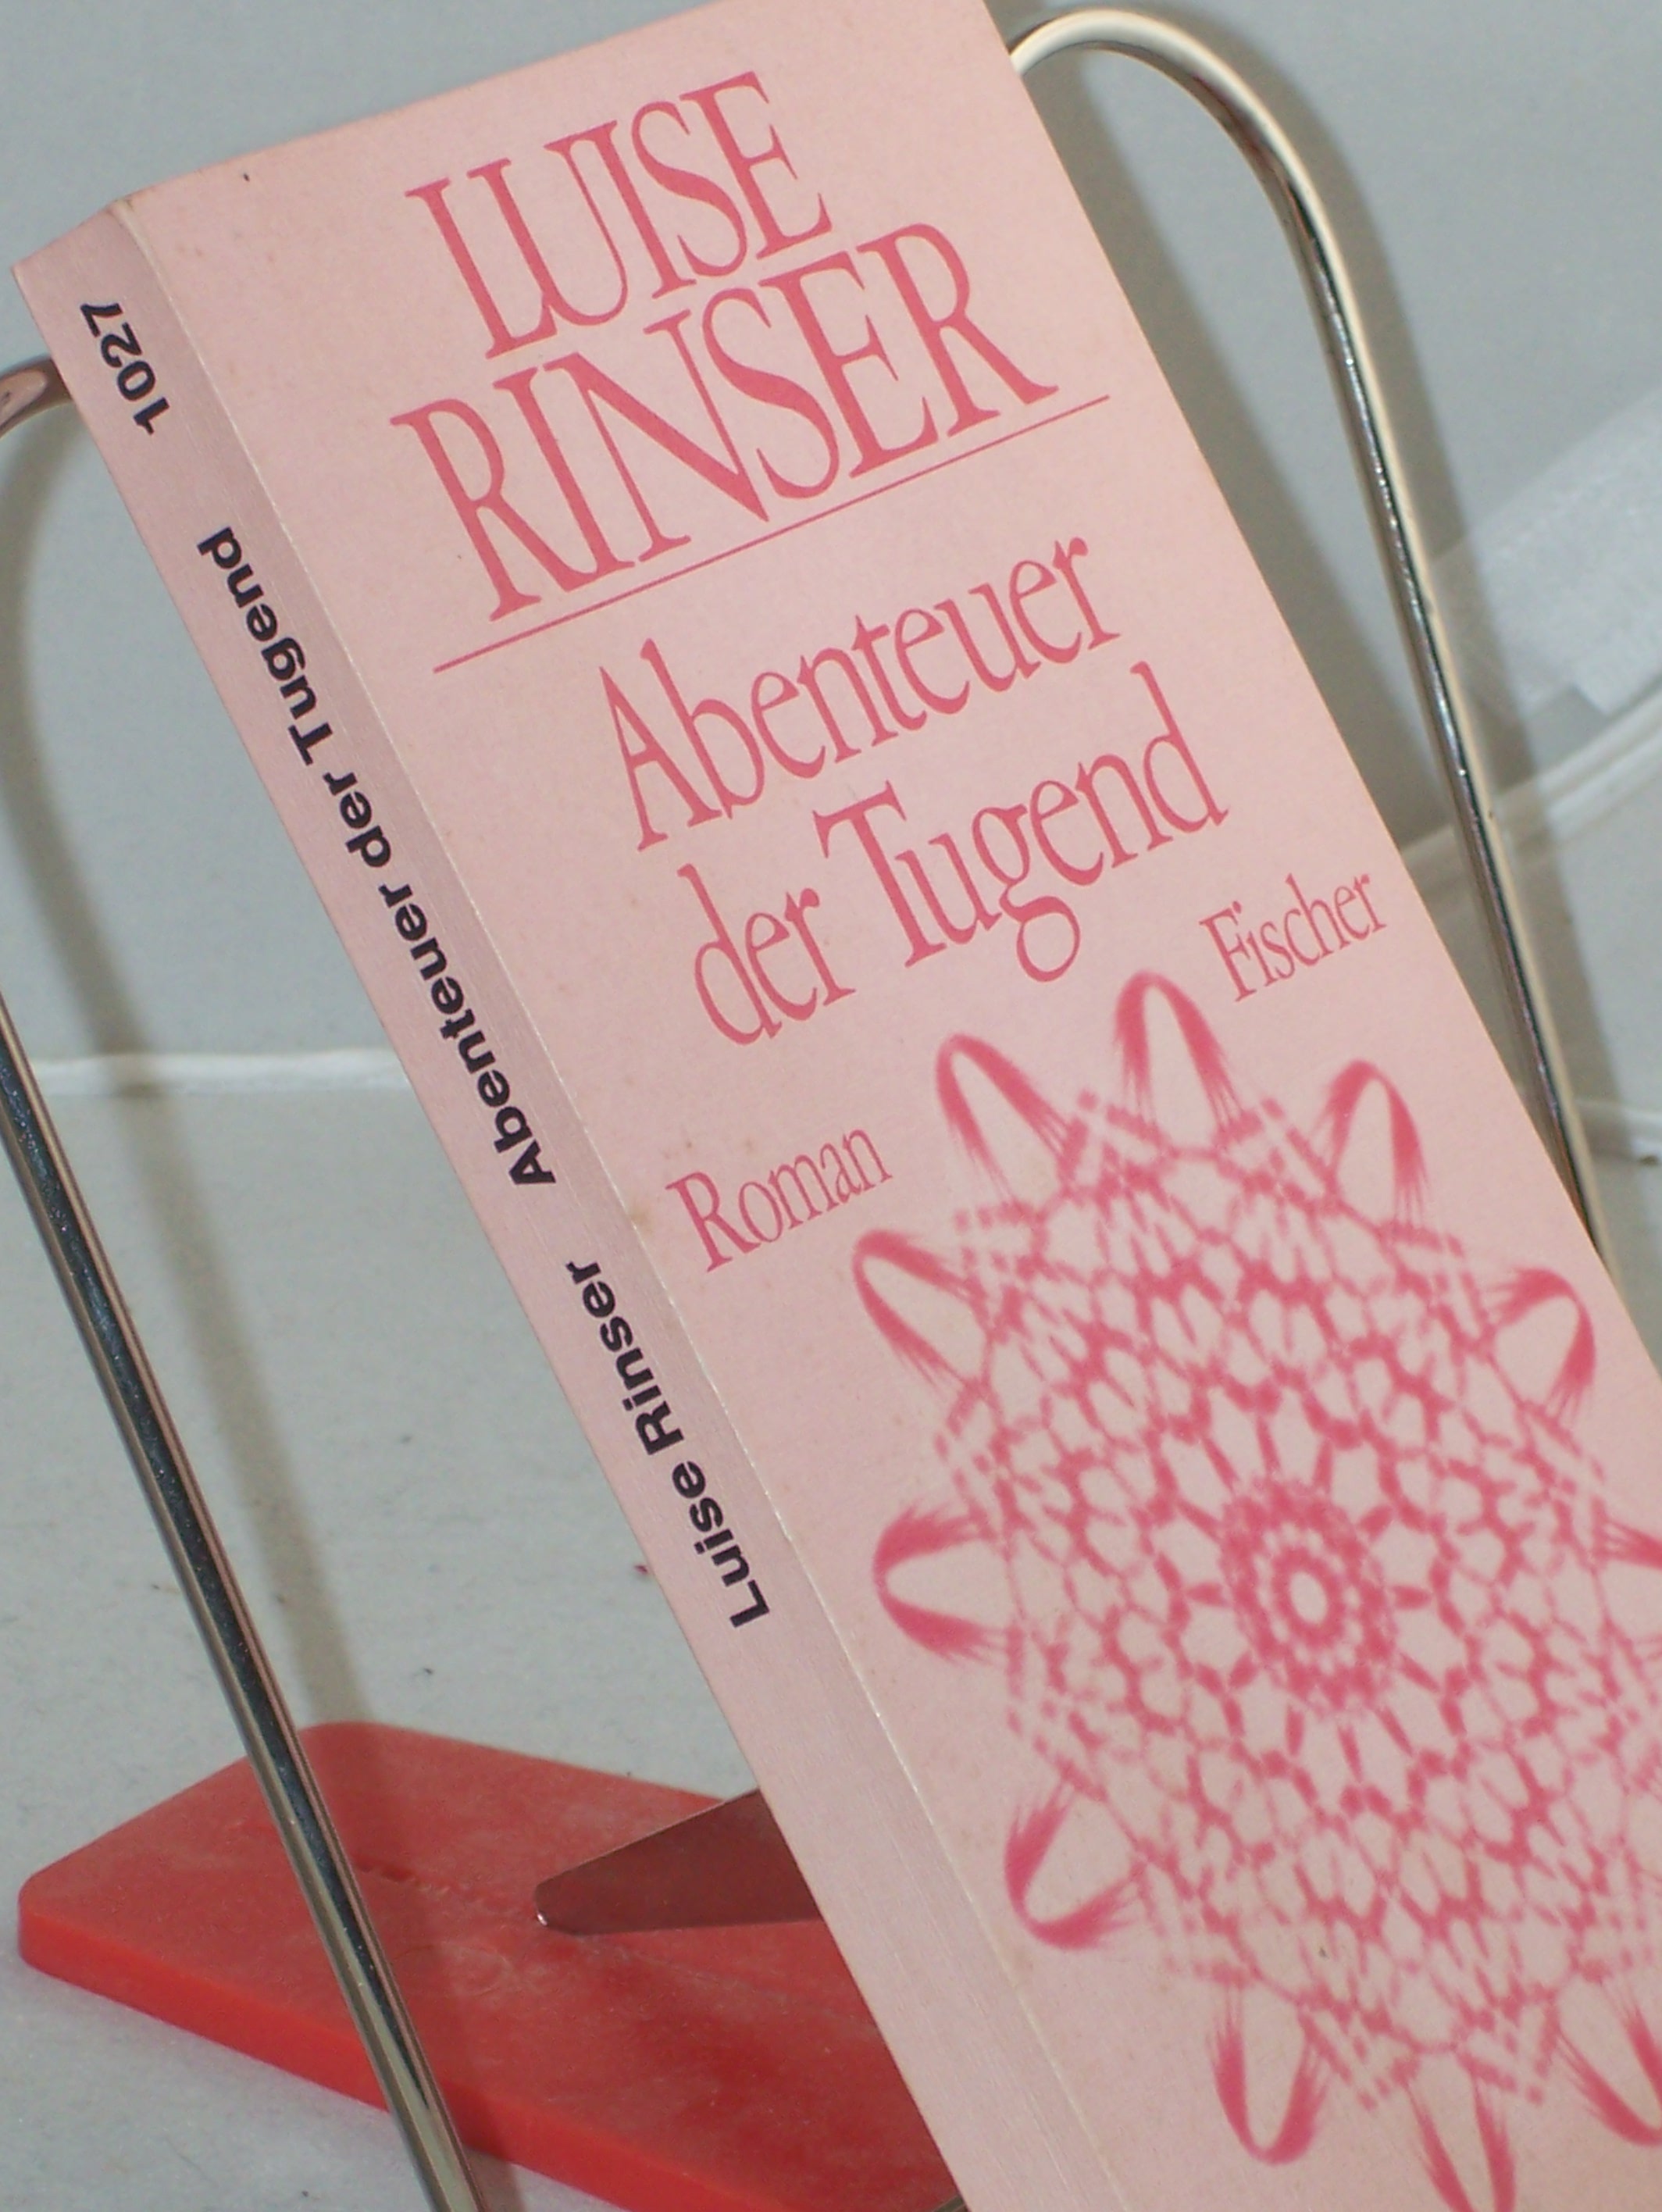 LUISE
RINSER
Abenteuer
der Tugend
Fischer
Roman
Luise Rinser Abenteuer der Tugend 1027